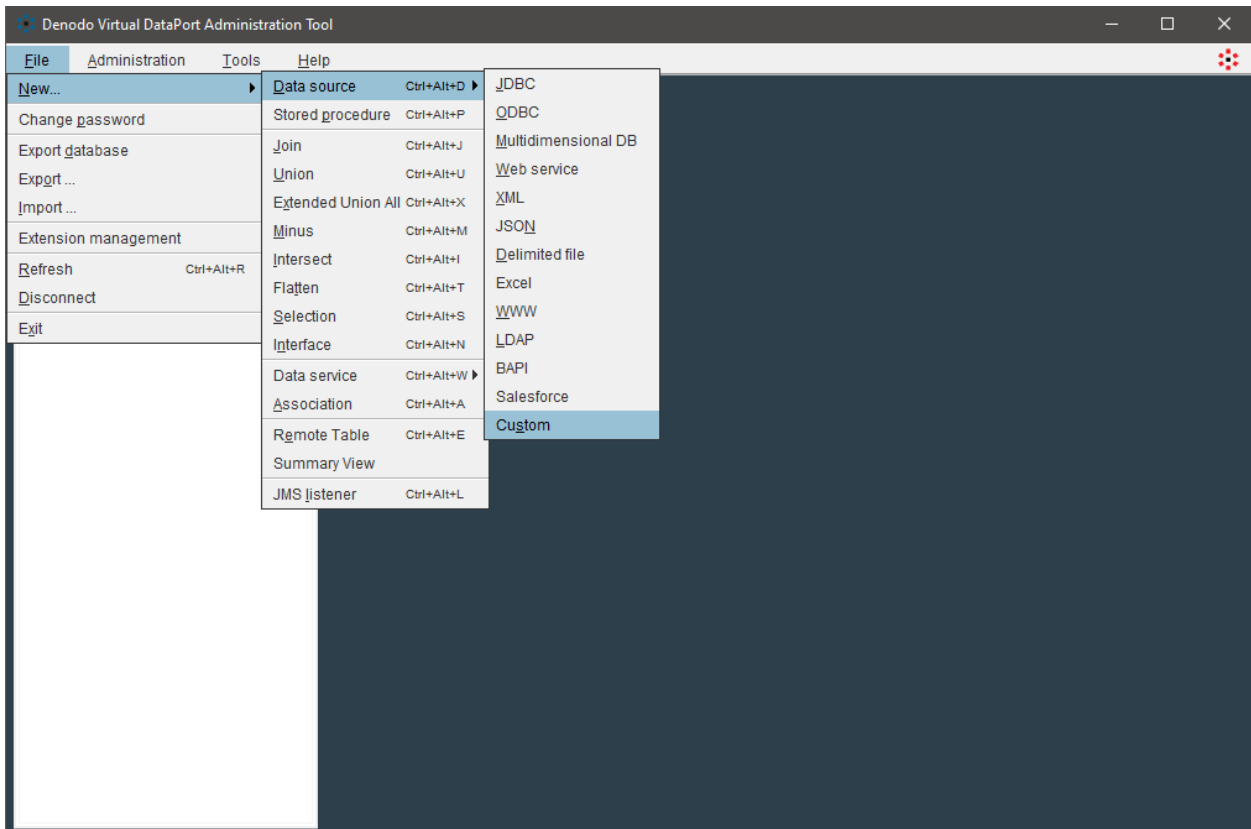 Denodo Virtual DataPort Administration Tool
File Administration Tools Help
New...
Change password
Export database
Export ...
Import ...
Extension management
Refresh Ctrl+Alt+R
Disconnect
Exit
Data source Ctrl+Alt+D
Stored procedure Ctrl+Alt+P
Join Ctrl+Alt+J
Union Ctrl+Alt+U
Extended Union All Ctrl+Alt+X
Minus Ctrl+Alt+M
Intersect Ctrl+Alt+I
Flatten Ctrl+Alt+T
Selection Ctrl+Alt+S
Interface Ctrl+Alt+N
Data service Ctrl+Alt+W
Association Ctrl+Alt+A
Remote Table Ctrl+Alt+E
Summary View
JMS listener Ctrl+Alt+L
JDBC
ODBC
Multidimensional DB
Web service
XML
JSON
Delimited file
Excel
WWW
LDAP
BAPI
Salesforce
Custom